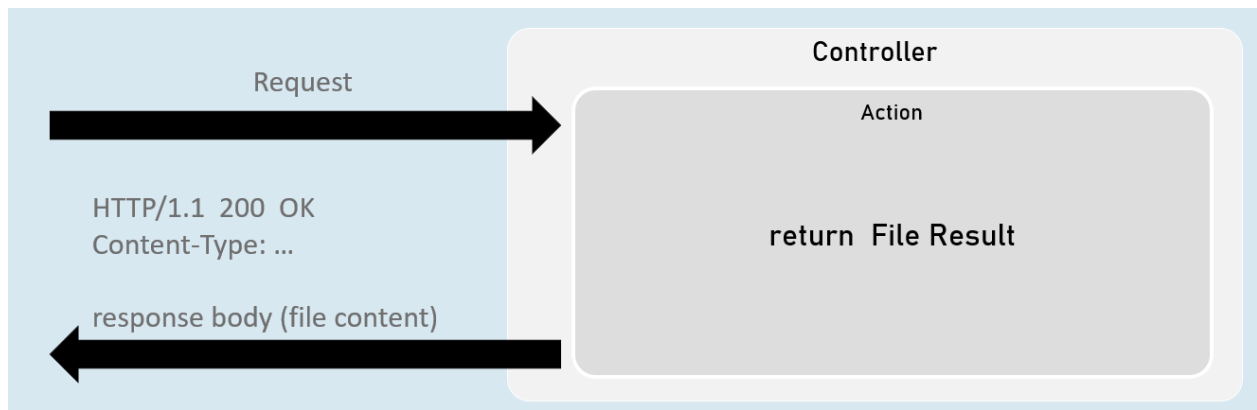 Controller
Request
Action
HTTP/1.1 200 OK
Content-Type: ...
return File Result
response body (file content)